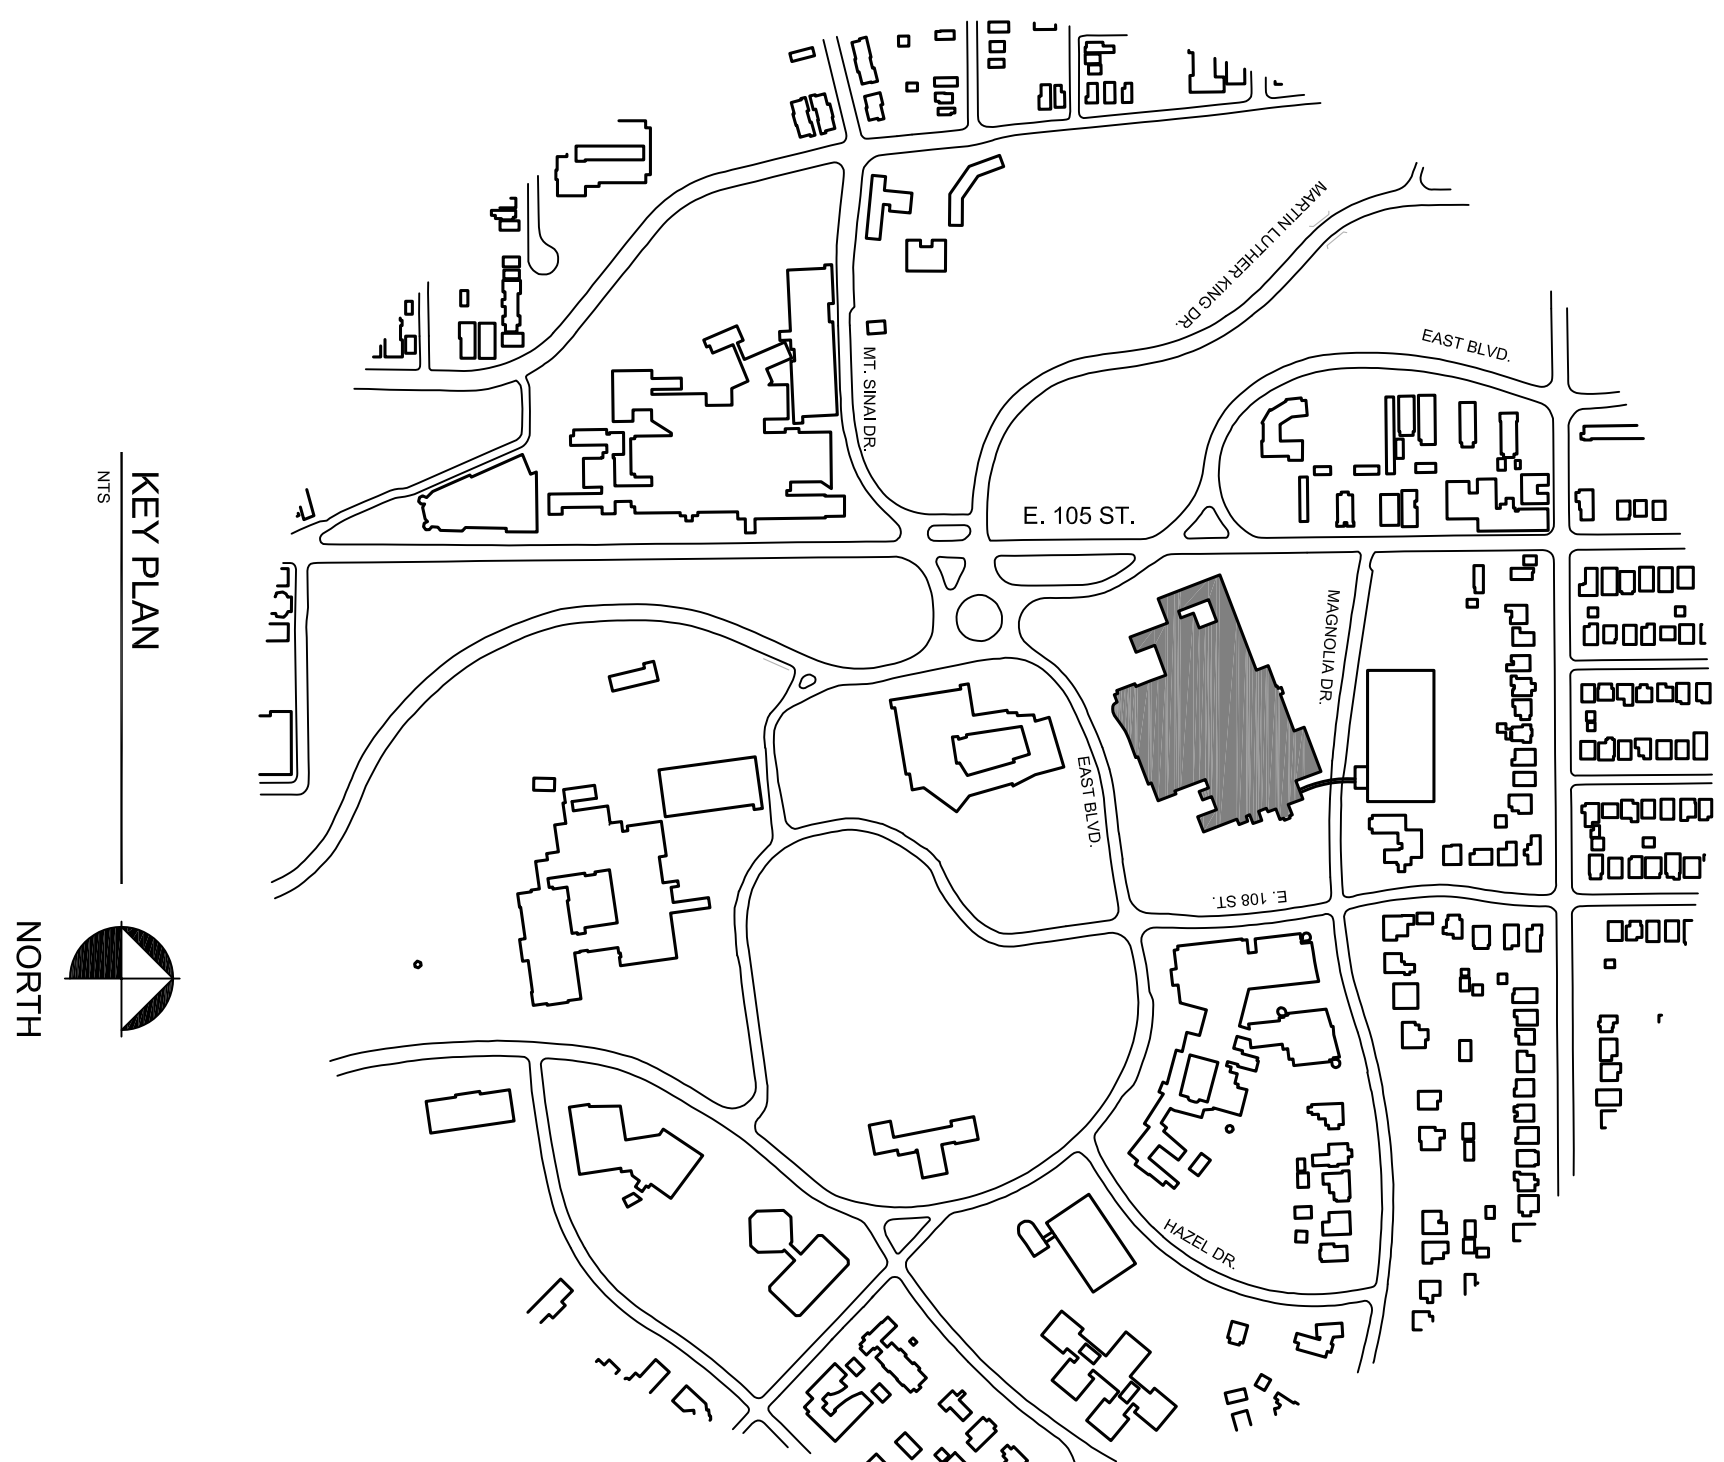 MARTIN LUTHER KING DR.
EAST BLVD.
MT. SINAI DR.
E. 105 ST.
KEY PLAN
NTS
MAGNOLIA DR.
EAST BLVD.
E. 108 ST.
NORTH
HAZEL DR.